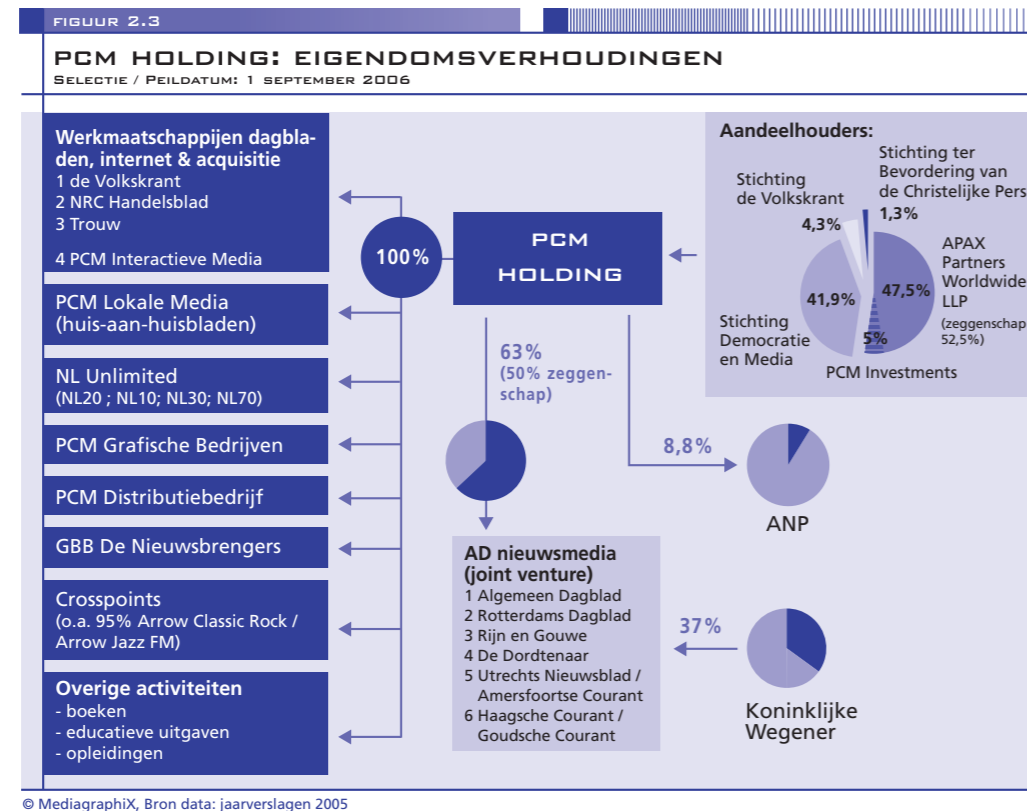 FIGUUR 2.3
PCM HOLDING: EIGENDOMSVERHOUDINGEN
SELECTIE / PEILDATUM: 1 SEPTEMBER 2006
Werkmaatschappijen dagbla-
den, internet & acquisitie
1 de Volkskrant
2 NRC Handelsblad
3 Trouw
4 PCM Interactieve Media
PCM Lokale Media
(huis-aan-huisbladen)
NL Unlimited
(NL20 ; NL10; NL30; NL70)
PCM Grafische Bedrijven
PCM Distributiebedrijf
GBB De Nieuwsbrengers
Crosspoints
(o.a. 95% Arrow Classic Rock /
Arrow Jazz FM)
Overige activiteiten
- boeken
- educatieve uitgaven
- opleidingen
100%
PCM
HOLDING
63%
(50% zeggen-
schap)
AD nieuwsmedia
(joint venture)
1 Algemeen Dagblad
2 Rotterdams Dagblad
3 Rijn en Gouwe
4 De Dordtenaar
5 Utrechts Nieuwsblad /
Amersfoortse Courant
6 Haagsche Courant /
Goudsche Courant
Aandeelhouders:
Stichting
de Volkskrant
4,3%
Stichting ter
Bevordering van
de Christelijke Pers
1,3%
APAX
Partners
Worldwide
LLP
(zeggenschap
52,5%)
47,5%
41,9%
Stichting
Democratie
en Media
5%
PCM Investments
8,8%
ANP
37%
Koninklijke
Wegener
© MediagraphiX, Bron data: jaarverslagen 2005